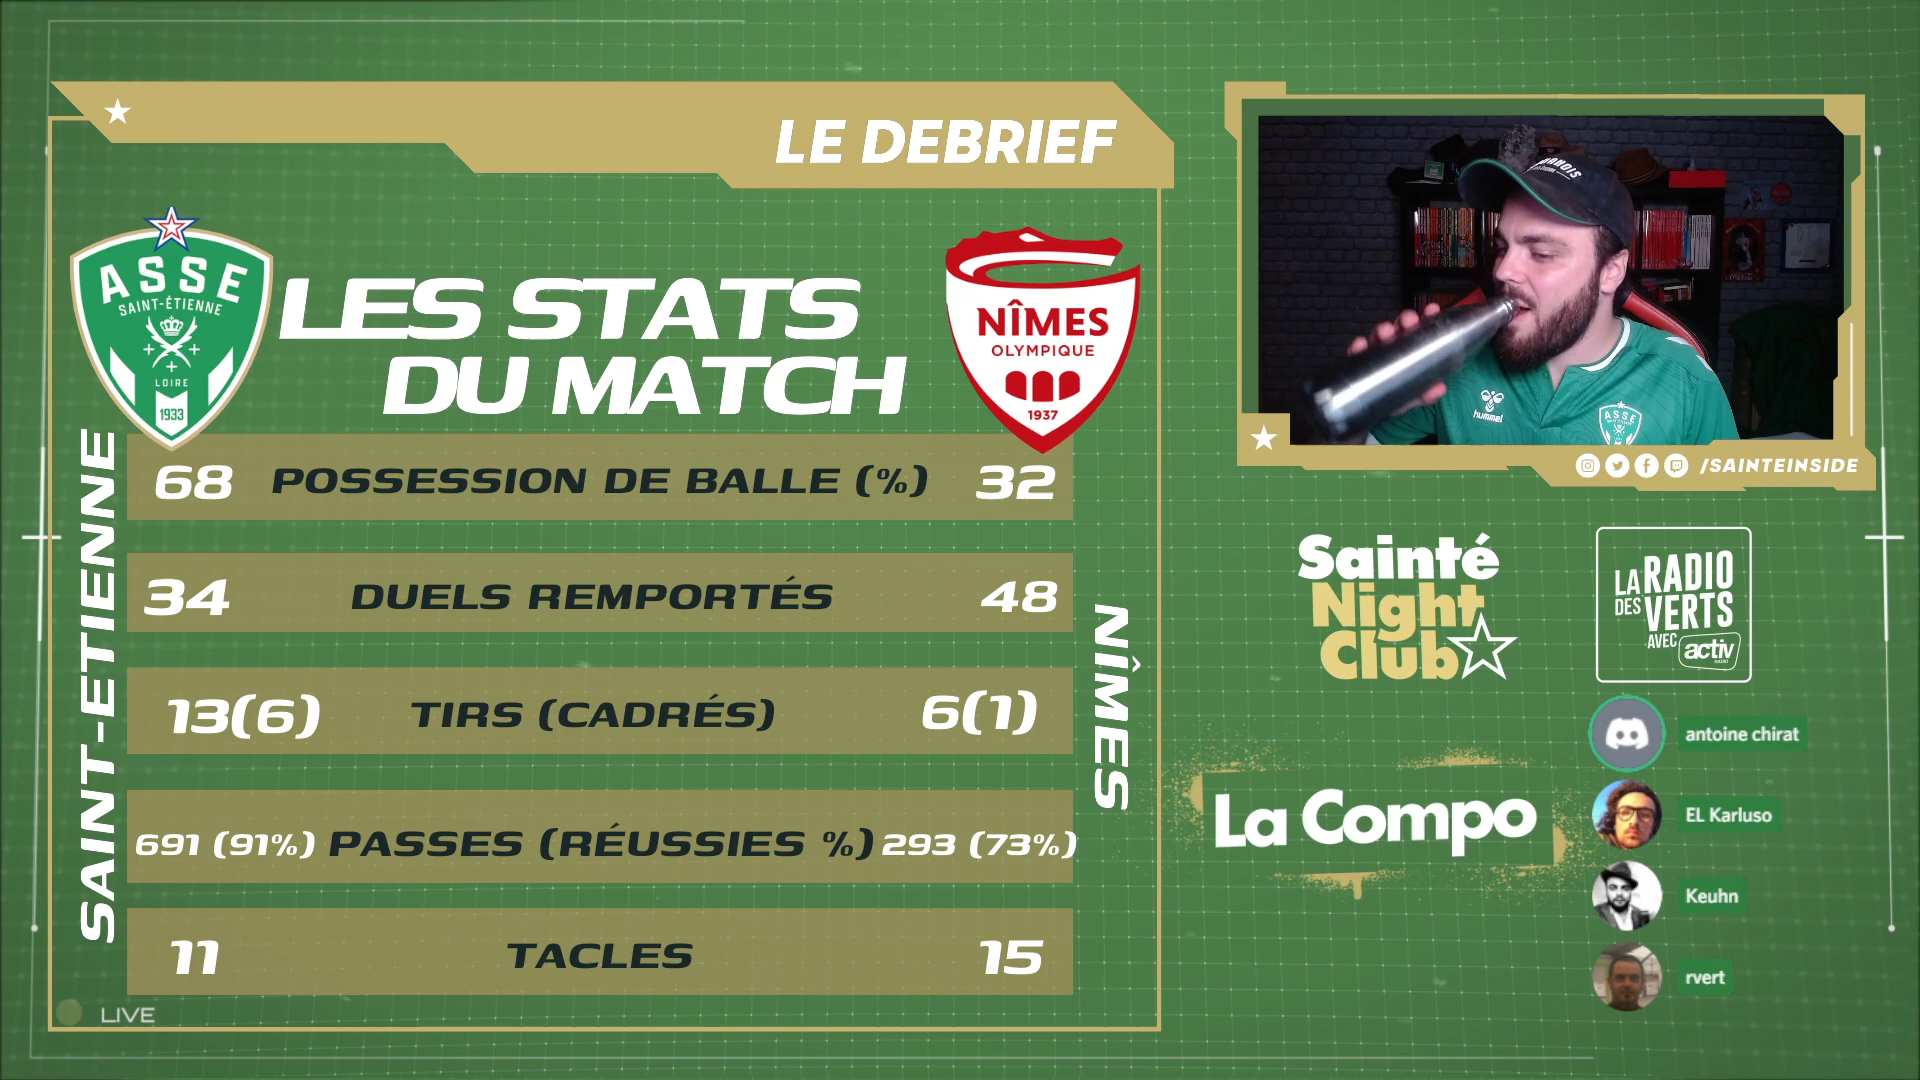 LE DEBRIEF
ASSE
SAINT-ÉTIENNE
LOIRE
1933
LES STATS
DU MATCH
NÎMES
OLYMPIQUE
1937
SAINT-ETIENNE
68 POSSESSION DE BALLE (%) 32
34 DUELS REMPORTÉS 48
13(6) TIRS (CADRÉS) 6(1)
691 (91%) PASSES (RÉUSSIES %) 293 (73%)
11 TACLES 15
NÎMES
LIVE
hummel
ASSE
/SAINTEINSIDE
Sainté
Night
Club
LA RADIO
DES VERTS
AVEC activ
RADIO
La Compo
antoine chirat
EL Karluso
Keuhn
rvert